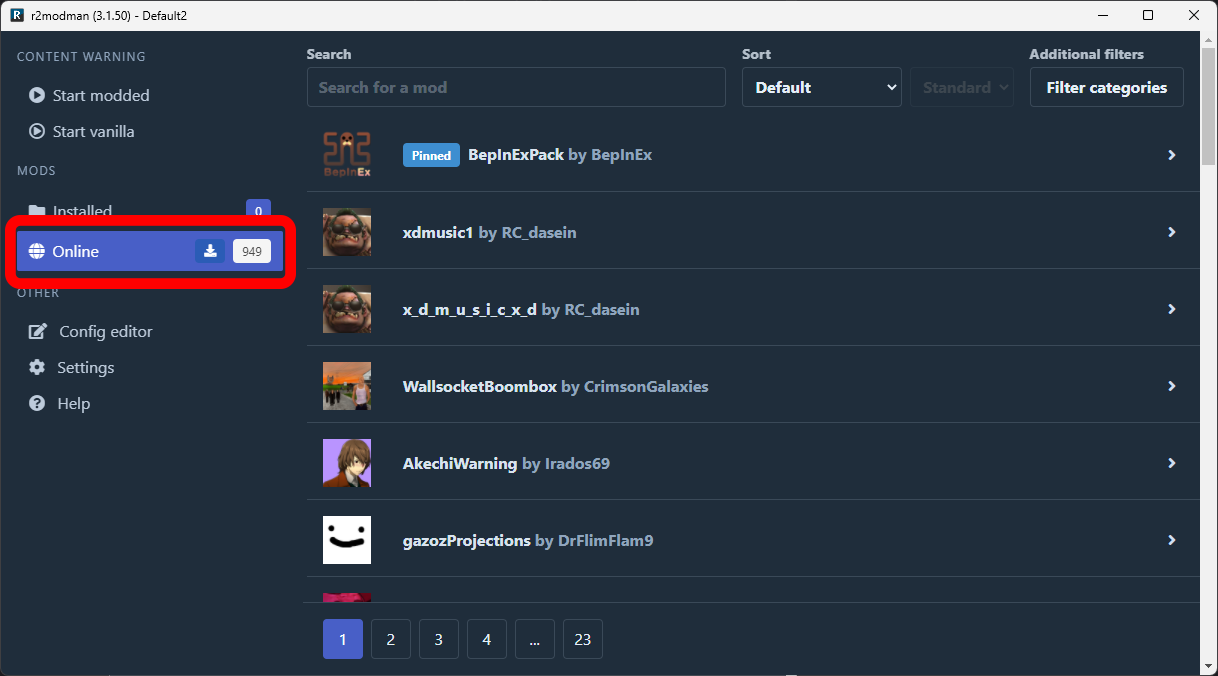 r2modman (3.1.50) - Default2
CONTENT WARNING
Start modded
Start vanilla
MODS
Installed 0
Online 949
OTHER
Config editor
Settings
Help
Search
Search for a mod
Sort
Default
Standard
Additional filters
Filter categories
BepInEx
Pinned BepInExPack by BepInEx
xdmusic1 by RC_dasein
x_d_m_u_s_i_c_x_d by RC_dasein
WallsocketBoombox by CrimsonGalaxies
AkechiWarning by Irados69
gazozProjections by DrFlimFlam9
1 2 3 4 ... 23